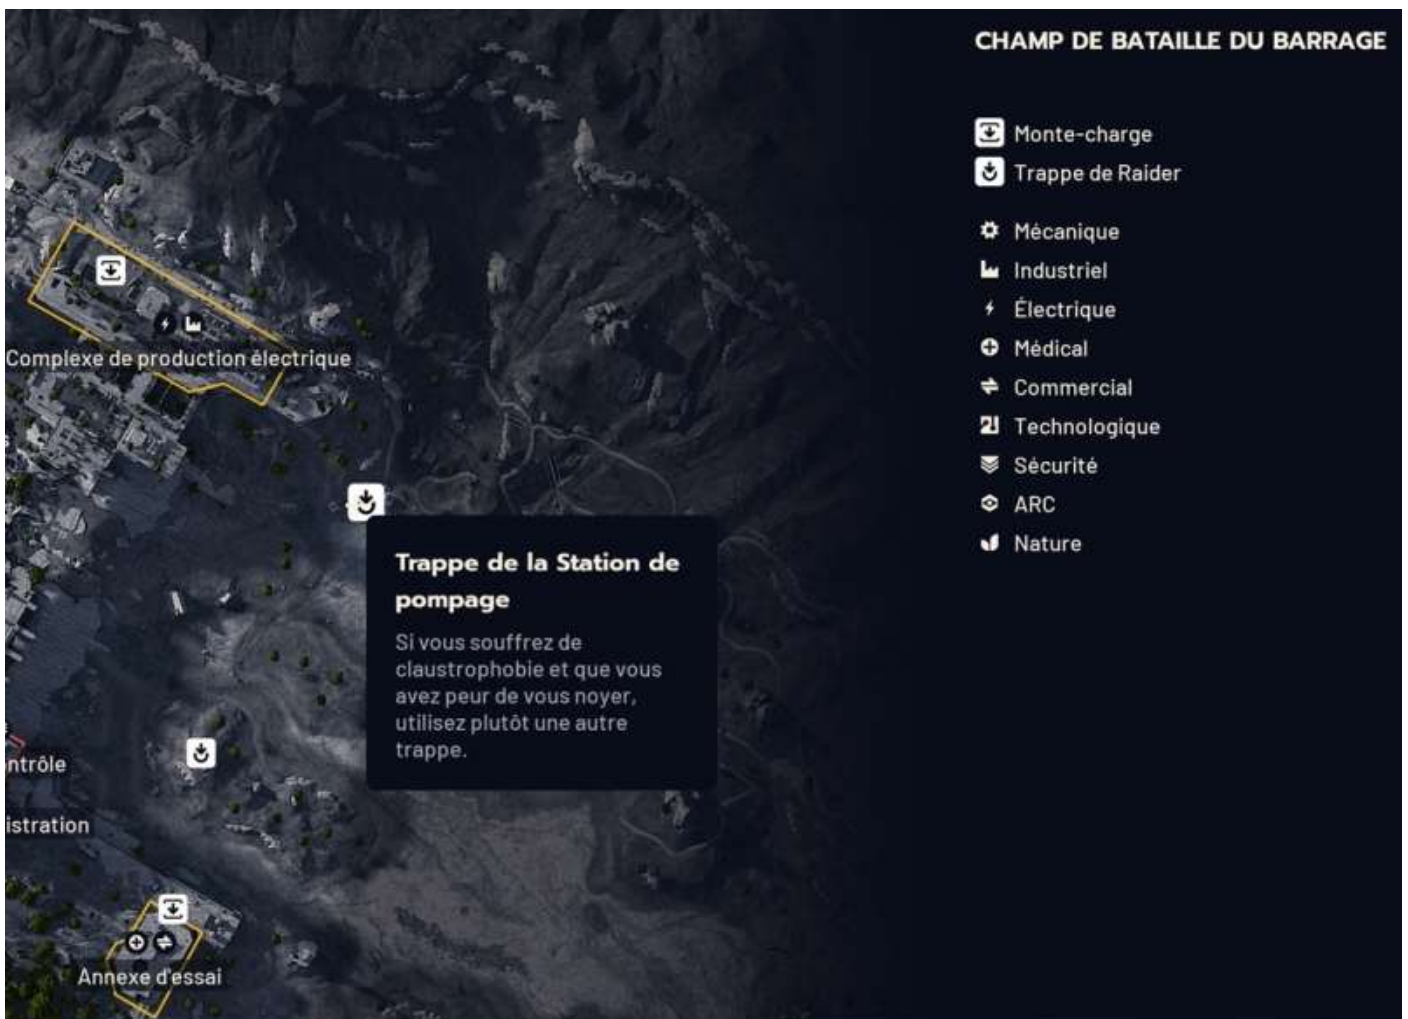 CHAMP DE BATAILLE DU BARRAGE
Monte-charge
Trappe de Raider
Mécanique
Industriel
Électrique
Médical
Commercial
Technologique
Sécurité
ARC
Nature
Complexe de production électrique
Trappe de la Station de
pompage
Si vous souffrez de
claustrophobie et que vous
avez peur de vous noyer,
utilisez plutôt une autre
trappe.
ntrôle
istration
Annexe d'essai